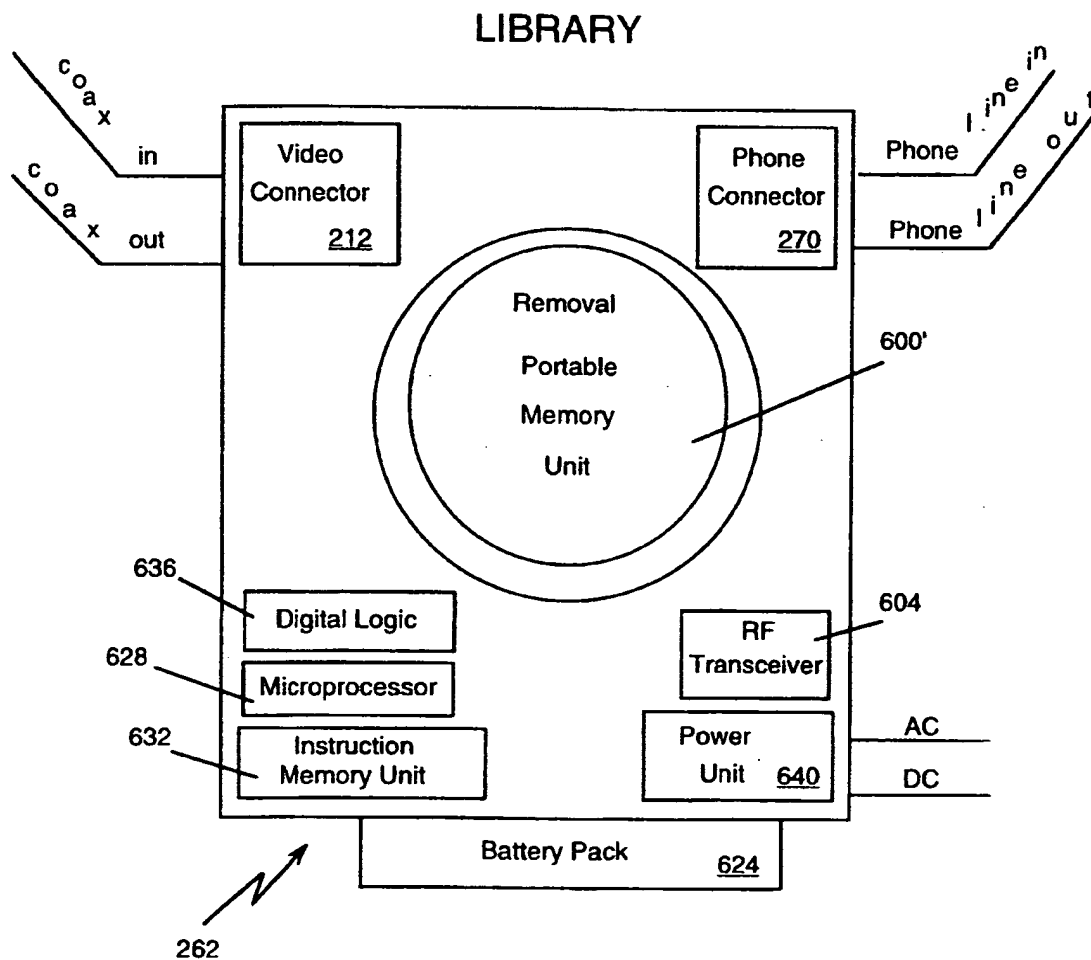 LIBRARY
coax in
coax out
Video
Connector
212
Phone
Connector
270
Phone line in
Phone line out
Removal
Portable
Memory
Unit
600'
636
Digital Logic
628
Microprocessor
632
Instruction
Memory Unit
604
RF
Transceiver
Power
Unit
640
AC
DC
Battery Pack
624
262